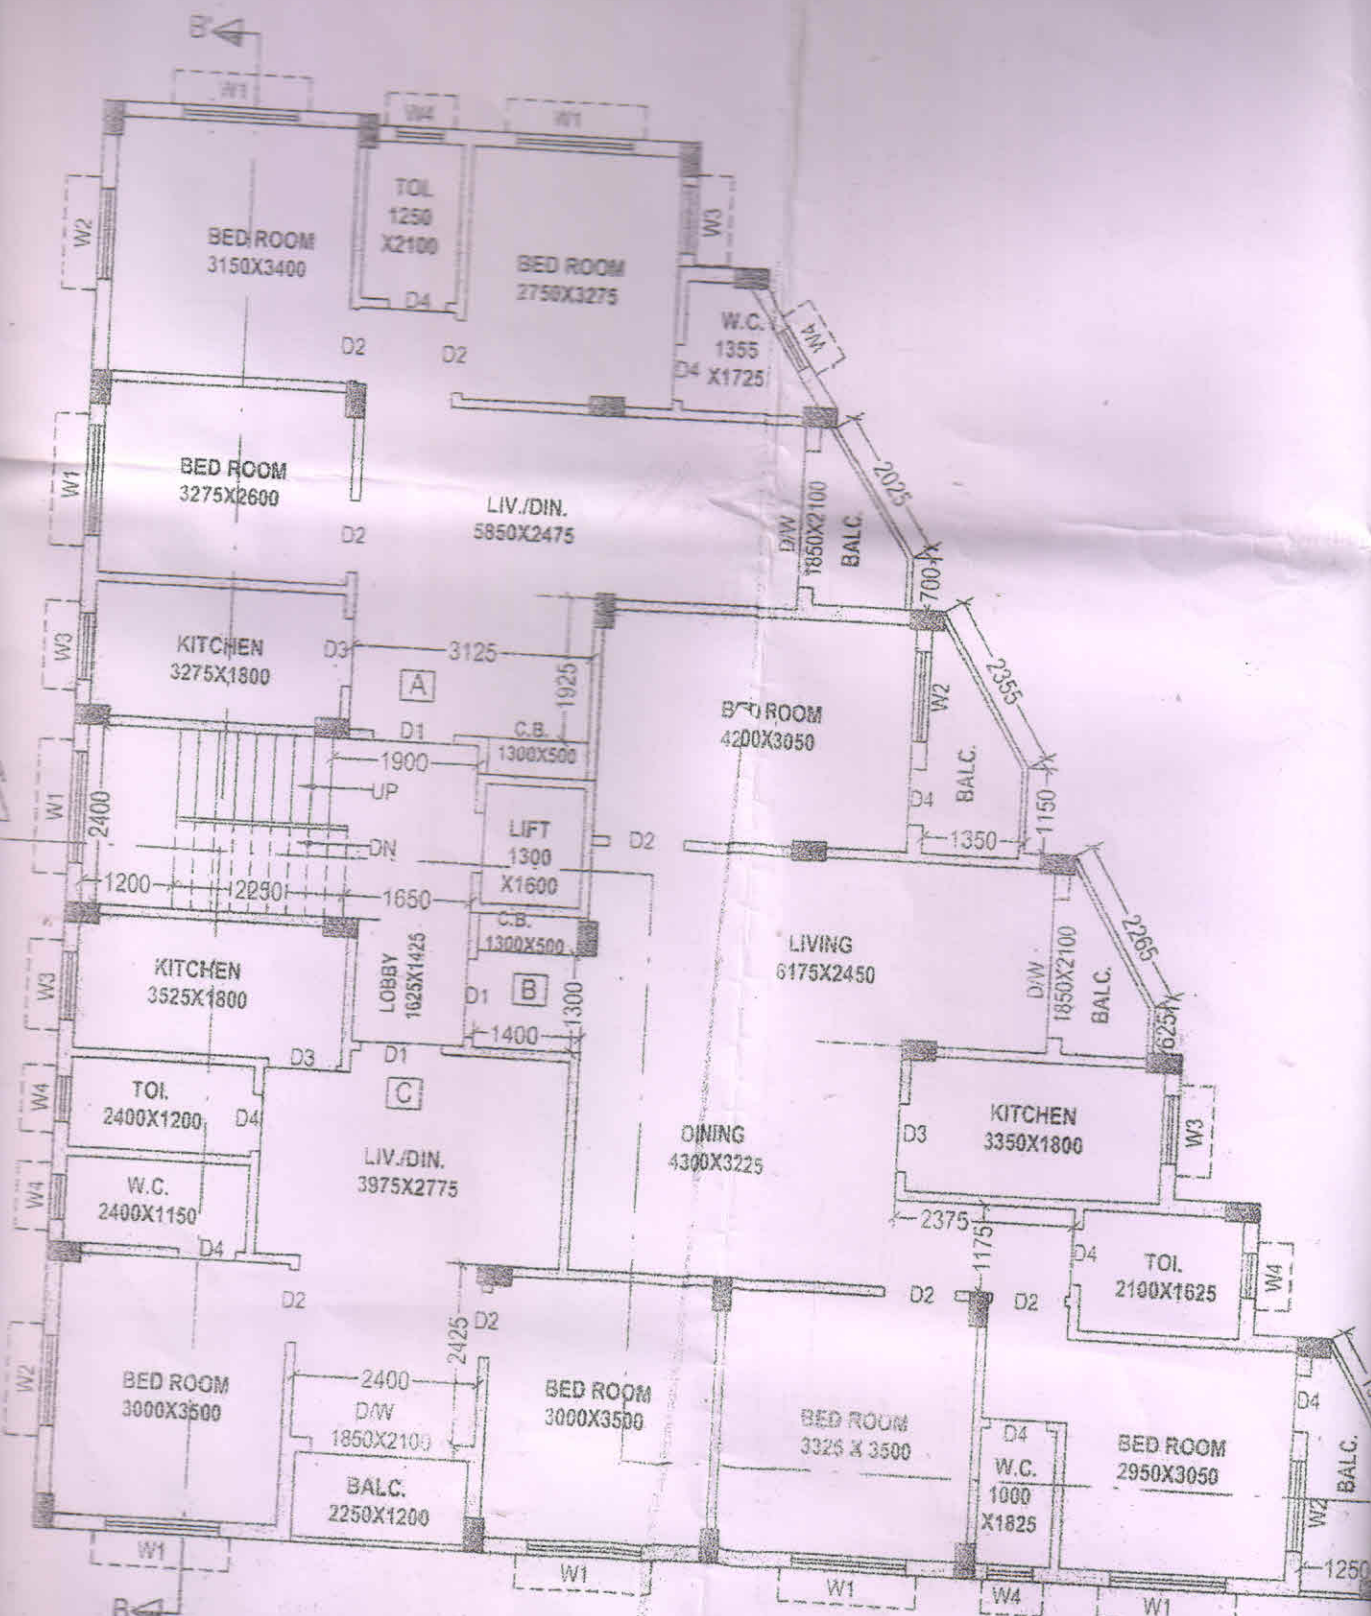 B'
W1
W4
W1
W2
BED ROOM
3150X3400
TOI.
1250
X2100
D4
BED ROOM
2750X3275
W3
W.C.
1355
X1725
W4
D4
D2
D2
W1
BED ROOM
3275X2600
D2
LIV./DIN.
5850X2475
D/W
1850X2100
BALC.
2025
700
W3
KITCHEN
3275X1800
D3
3125
1925
A
D1
C.B.
1300X500
BED ROOM
4200X3050
W2
2355
BALC.
D4
1350
1150
W1
2400
1900
UP
DN
LIFT
1300
X1600
D2
1200
2250
1650
C.B.
1300X500
W3
KITCHEN
3525X1800
LOBBY
1625X1425
D1
B
1300
1400
LIVING
6175X2450
D/W
1850X2100
BALC.
2265
625
D3
D1
C
W4
TOI.
2400X1200
D4
LIV./DIN.
3975X2775
DINING
4300X3225
D3
KITCHEN
3350X1800
W3
W4
W.C.
2400X1150
D4
2375
1175
D4
TOI.
2100X1625
W4
D2
2425
D2
D2
D2
W2
BED ROOM
3000X3500
2400
D/W
1850X2100
BALC.
2250X1200
BED ROOM
3000X3500
BED ROOM
3325 X 3500
D4
W.C.
1000
X1825
BED ROOM
2950X3050
D4
W2
BALC.
1250
W1
W1
W1
W4
W1
B